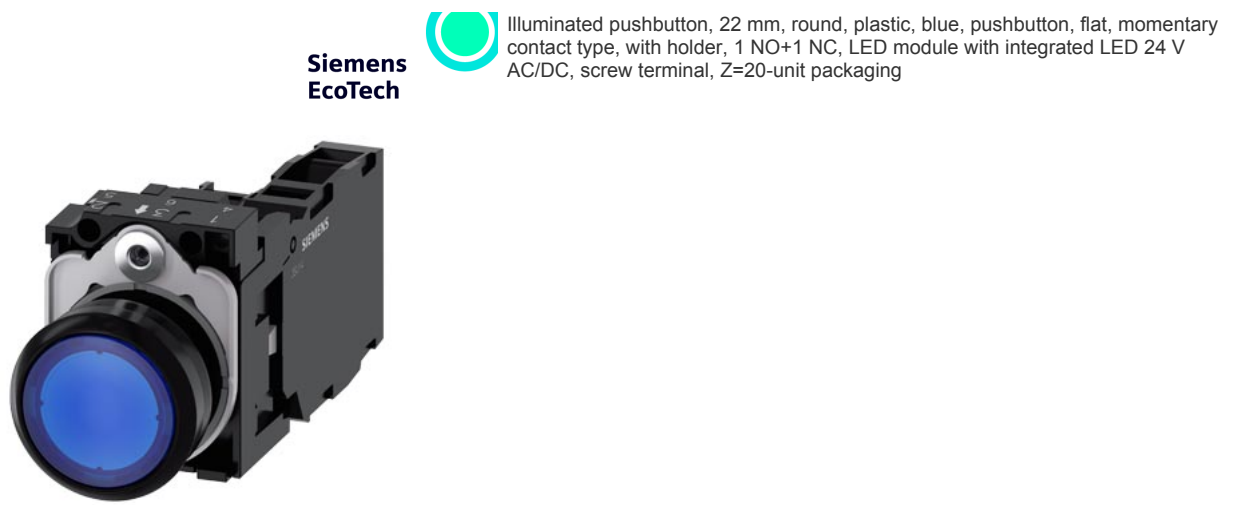 Siemens
EcoTech
Illuminated pushbutton, 22 mm, round, plastic, blue, pushbutton, flat, momentary
contact type, with holder, 1 NO+1 NC, LED module with integrated LED 24 V
AC/DC, screw terminal, Z=20-unit packaging
SIEMENS